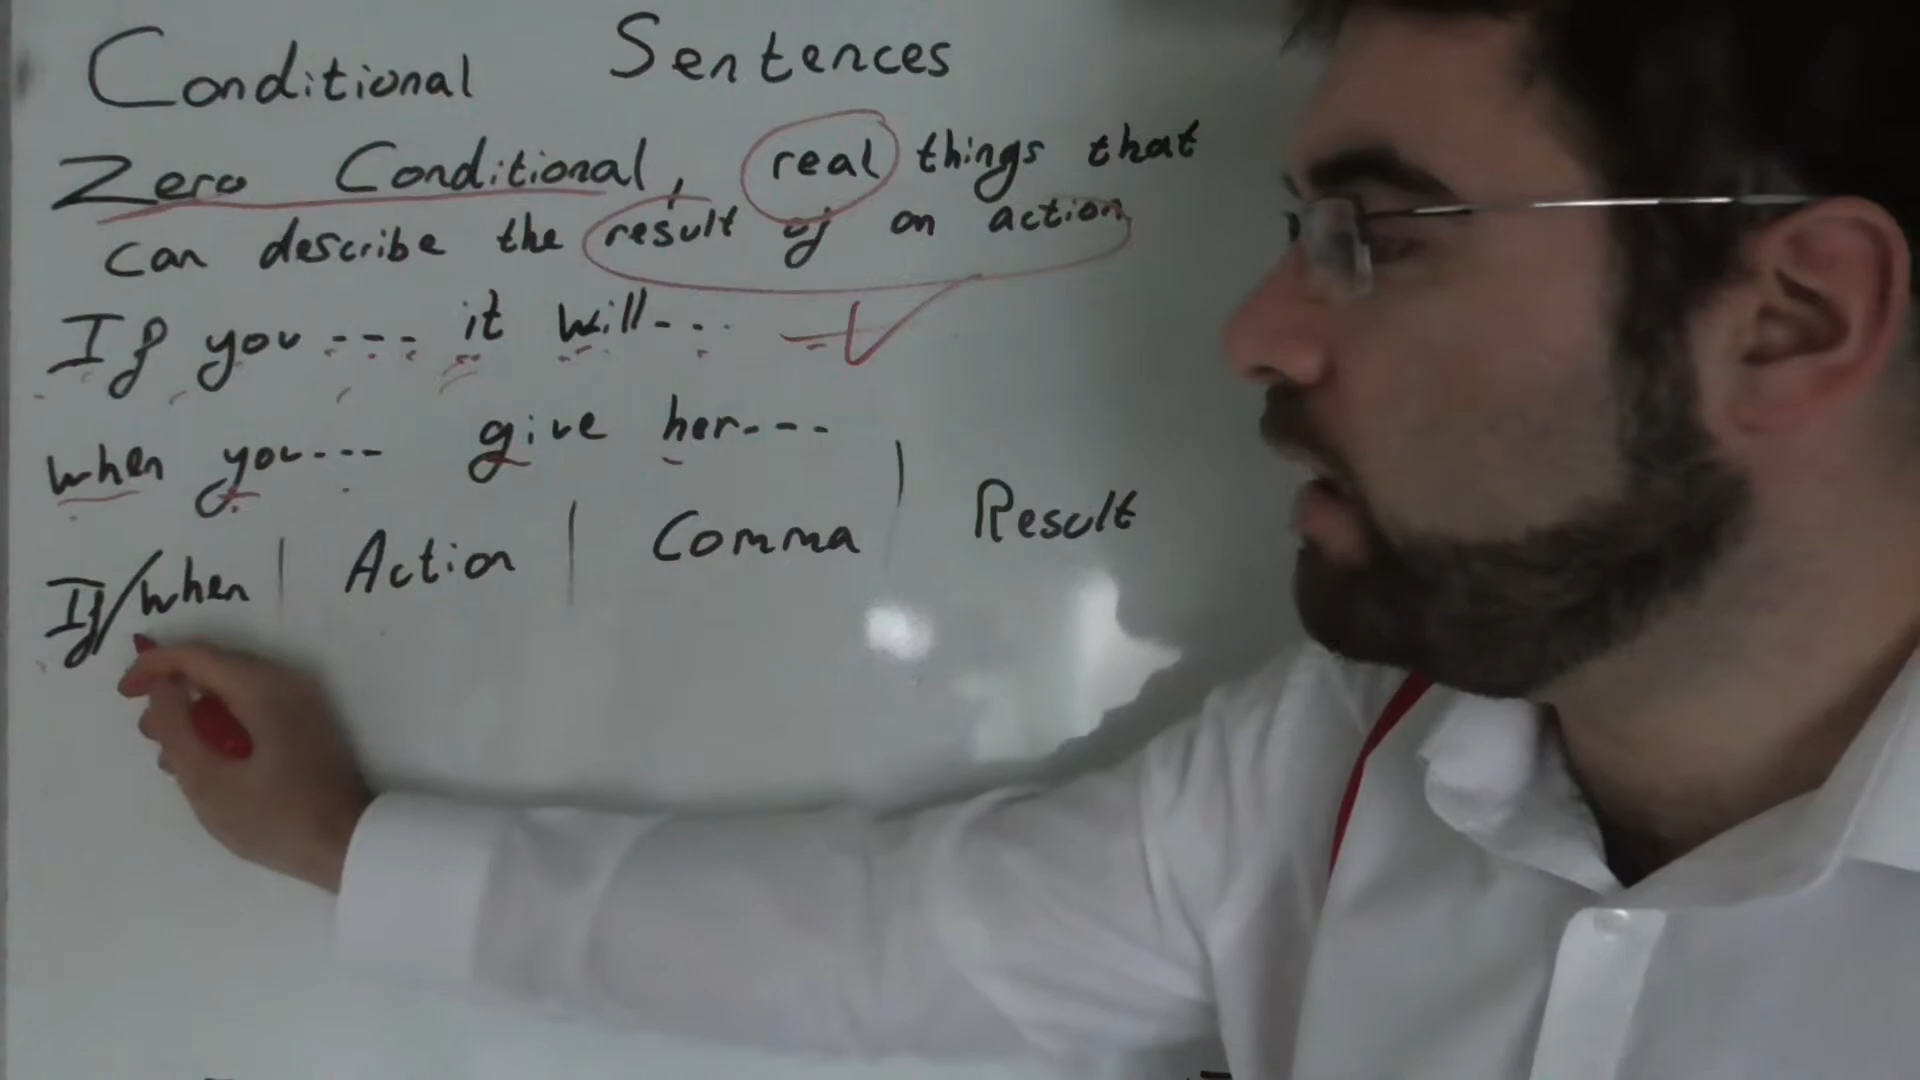 Conditional Sentences
Zero Conditional, real things that
can describe the result of an action
If you --- it will---
when you--- give her---
If/when | Action | Comma | Result